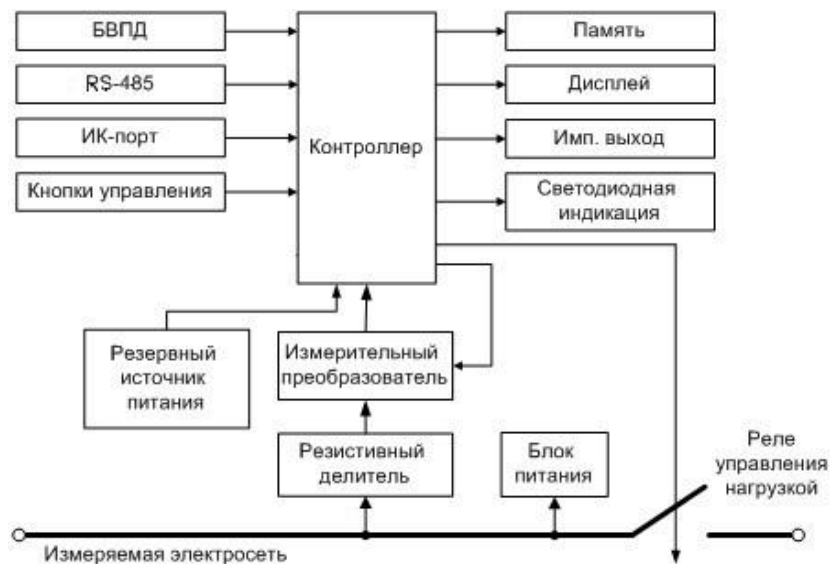 БВПД
RS-485
ИК-порт
Кнопки управления
Контроллер
Память
Дисплей
Имп. выход
Светодиодная
индикация
Резервный
источник
питания
Измерительный
преобразователь
Резистивный
делитель
Блок
питания
Реле
управления
нагрузкой
Измеряемая электросеть